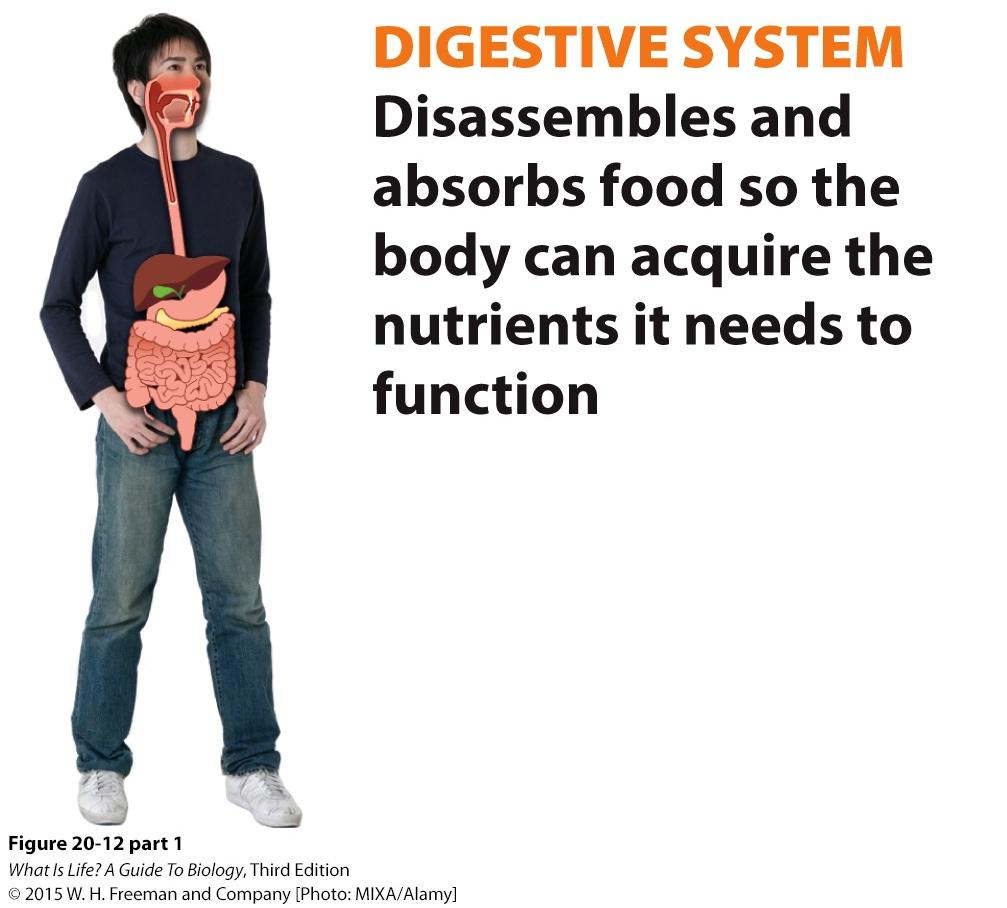 DIGESTIVE SYSTEM
Disassembles and
absorbs food so the
body can acquire the
nutrients it needs to
function
Figure 20-12 part 1
What Is Life? A Guide To Biology, Third Edition
© 2015 W. H. Freeman and Company [Photo: MIXA/Alamy]